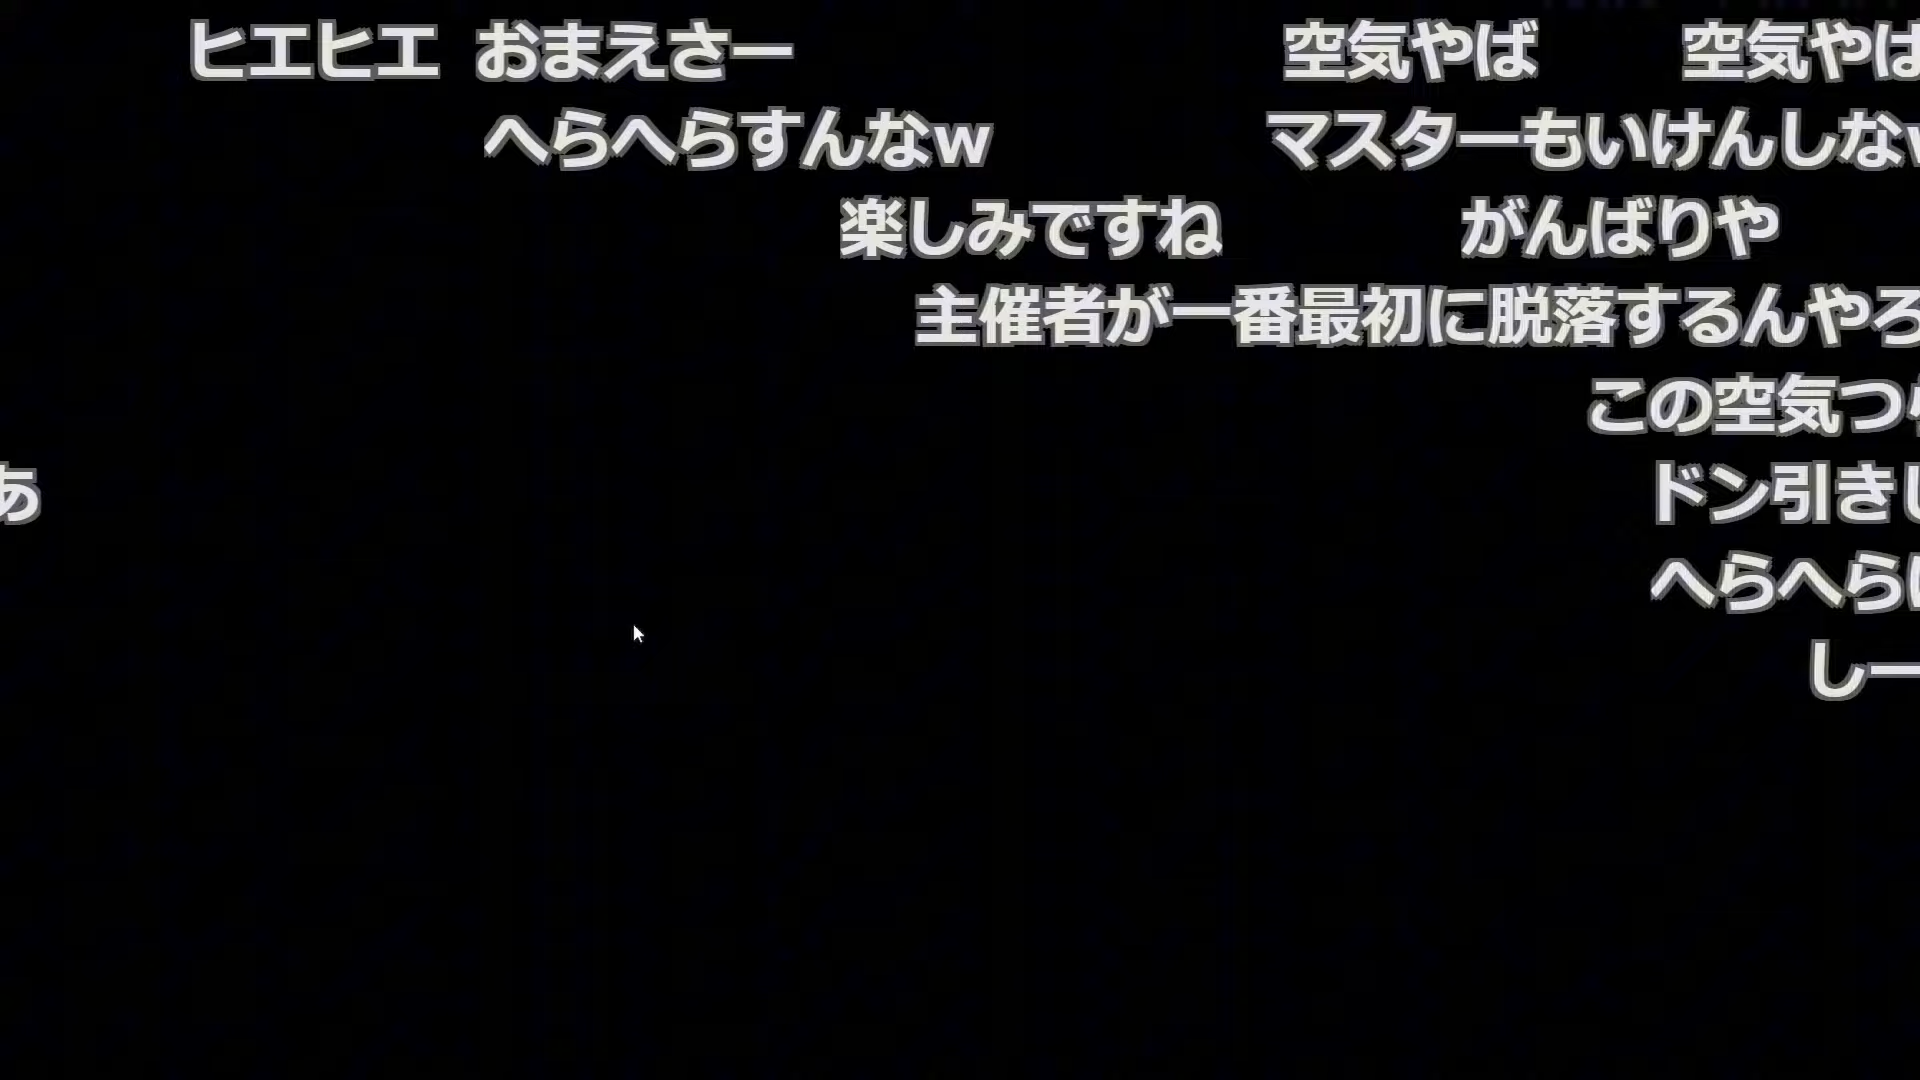 ヒエヒエ おまえさー 空気やば 空気やば
へらへらすんなw マスターもいけんしなw
楽しみですね がんばりや
主催者が一番最初に脱落するんやろ
この空気つ
あ ドン引きし
へらへら
しー